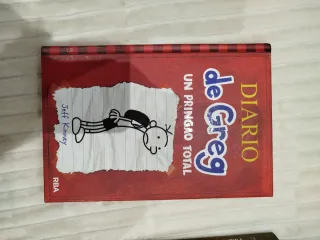 DIARIO
de Greg
UN PRINGAO TOTAL
Jeff Kinney
RBA